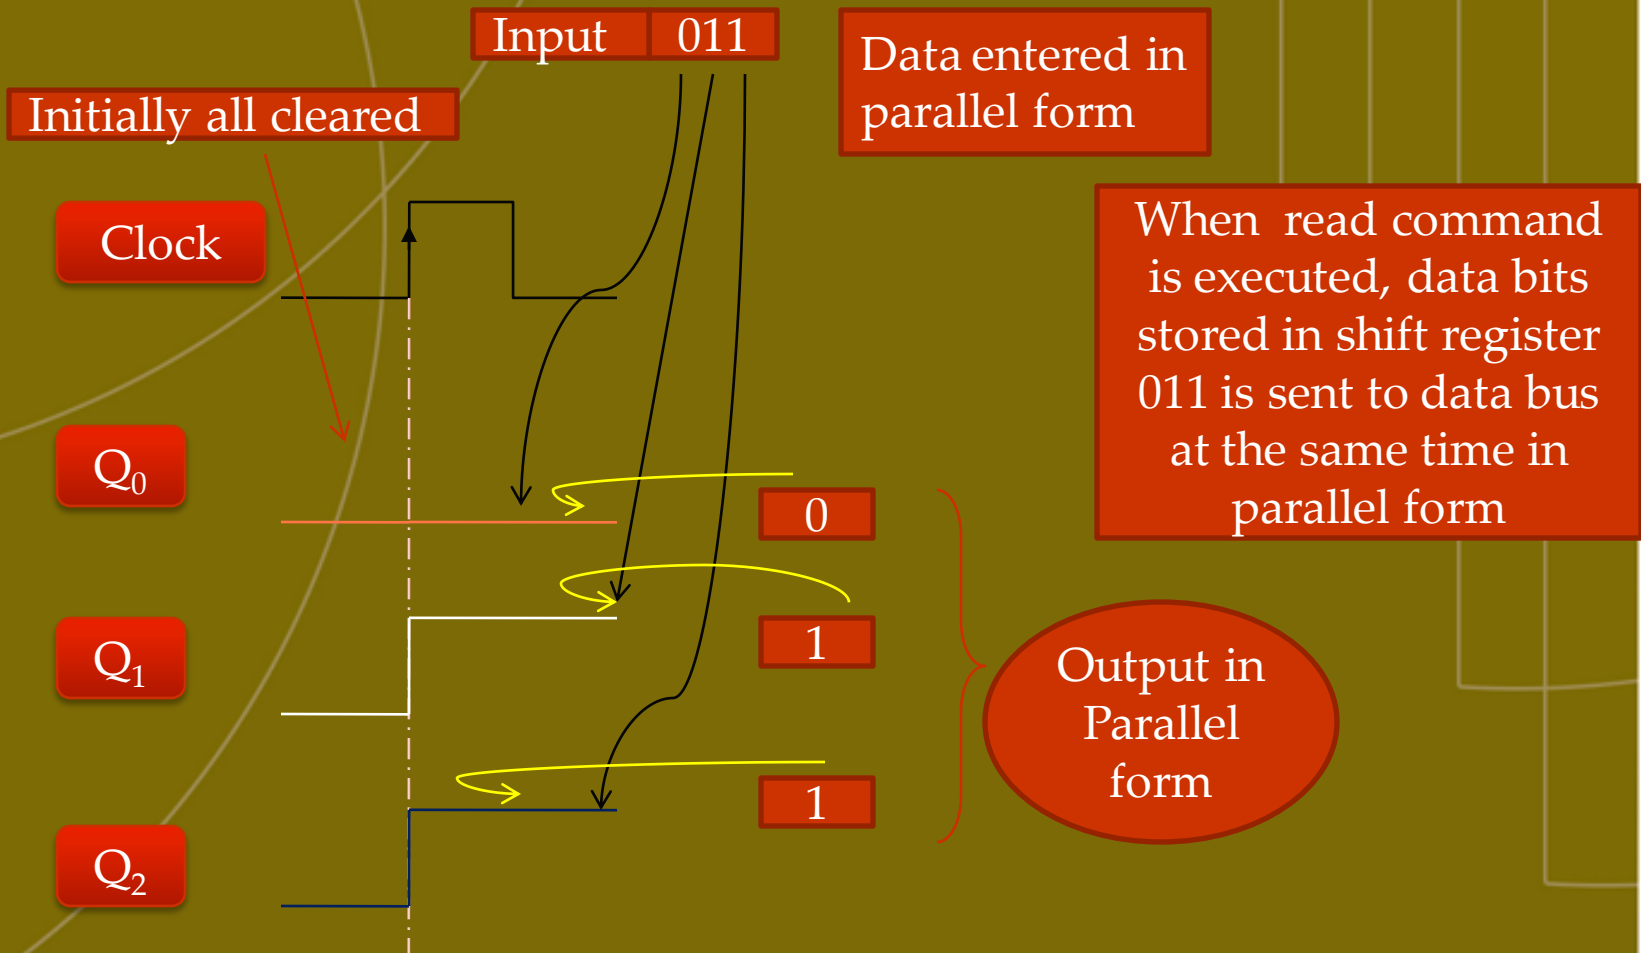 Input 011
Data entered in
parallel form
Initially all cleared
Clock
When read command
is executed, data bits
stored in shift register
011 is sent to data bus
at the same time in
parallel form
Q0
0
Q1
1
Output in
Parallel
form
1
Q2